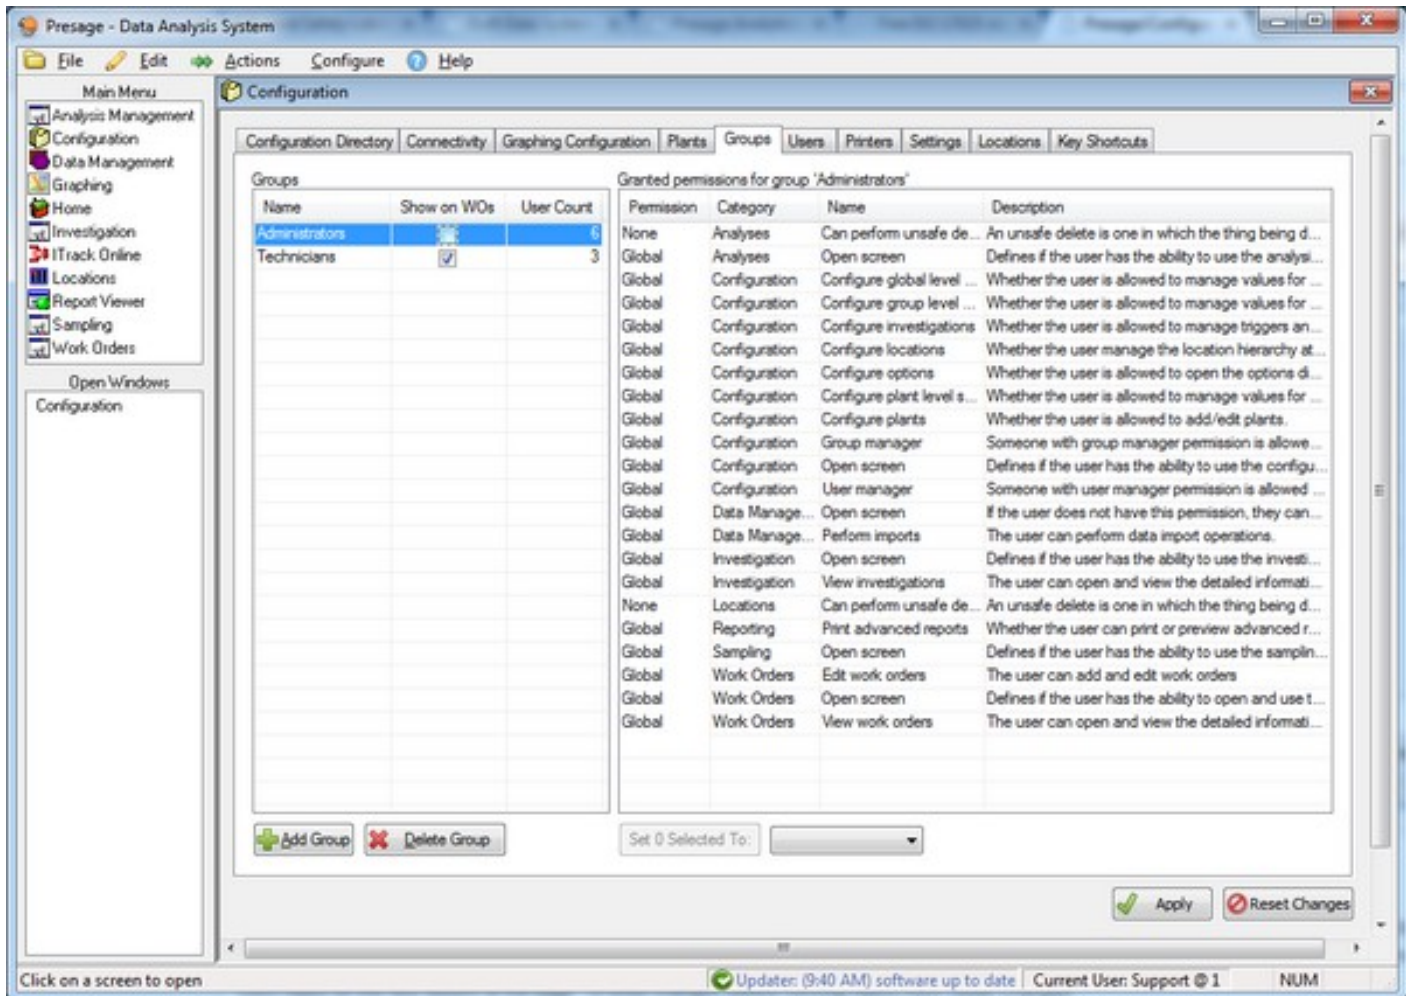 Presage - Data Analysis System
File Edit Actions Configure Help
Main Menu
Analysis Management
Configuration
Data Management
Graphing
Home
Investigation
ITrack Online
Locations
Report Viewer
Sampling
Work Orders
Open Windows
Configuration
Configuration
Configuration Directory Connectivity Graphing Configuration Plants Groups Users Printers Settings Locations Key Shortcuts
Groups
Name Show on WOs User Count
Administrators 6
Technicians 3
Add Group Delete Group
Granted permissions for group 'Administrators'
Permission Category Name Description
None Analyses Can perform unsafe de... An unsafe delete is one in which the thing being d...
Global Analyses Open screen Defines if the user has the ability to use the analysi...
Global Configuration Configure global level ... Whether the user is allowed to manage values for ...
Global Configuration Configure group level ... Whether the user is allowed to manage values for ...
Global Configuration Configure investigations Whether the user is allowed to manage triggers an...
Global Configuration Configure locations Whether the user manage the location hierarchy at...
Global Configuration Configure options Whether the user is allowed to open the options di...
Global Configuration Configure plant level s... Whether the user is allowed to manage values for ...
Global Configuration Configure plants Whether the user is allowed to add/edit plants.
Global Configuration Group manager Someone with group manager permission is allowe...
Global Configuration Open screen Defines if the user has the ability to use the configu...
Global Configuration User manager Someone with user manager permission is allowed ...
Global Data Manage... Open screen If the user does not have this permission, they can...
Global Data Manage... Perform imports The user can perform data import operations.
Global Investigation Open screen Defines if the user has the ability to use the investi...
Global Investigation View investigations The user can open and view the detailed informati...
None Locations Can perform unsafe de... An unsafe delete is one in which the thing being d...
Global Reporting Print advanced reports Whether the user can print or preview advanced r...
Global Sampling Open screen Defines if the user has the ability to use the samplin...
Global Work Orders Edit work orders The user can add and edit work orders
Global Work Orders Open screen Defines if the user has the ability to open and use t...
Global Work Orders View work orders The user can open and view the detailed informati...
Set 0 Selected To:
Apply Reset Changes
Click on a screen to open Updater: (9:40 AM) software up to date Current User: Support @ 1 NUM